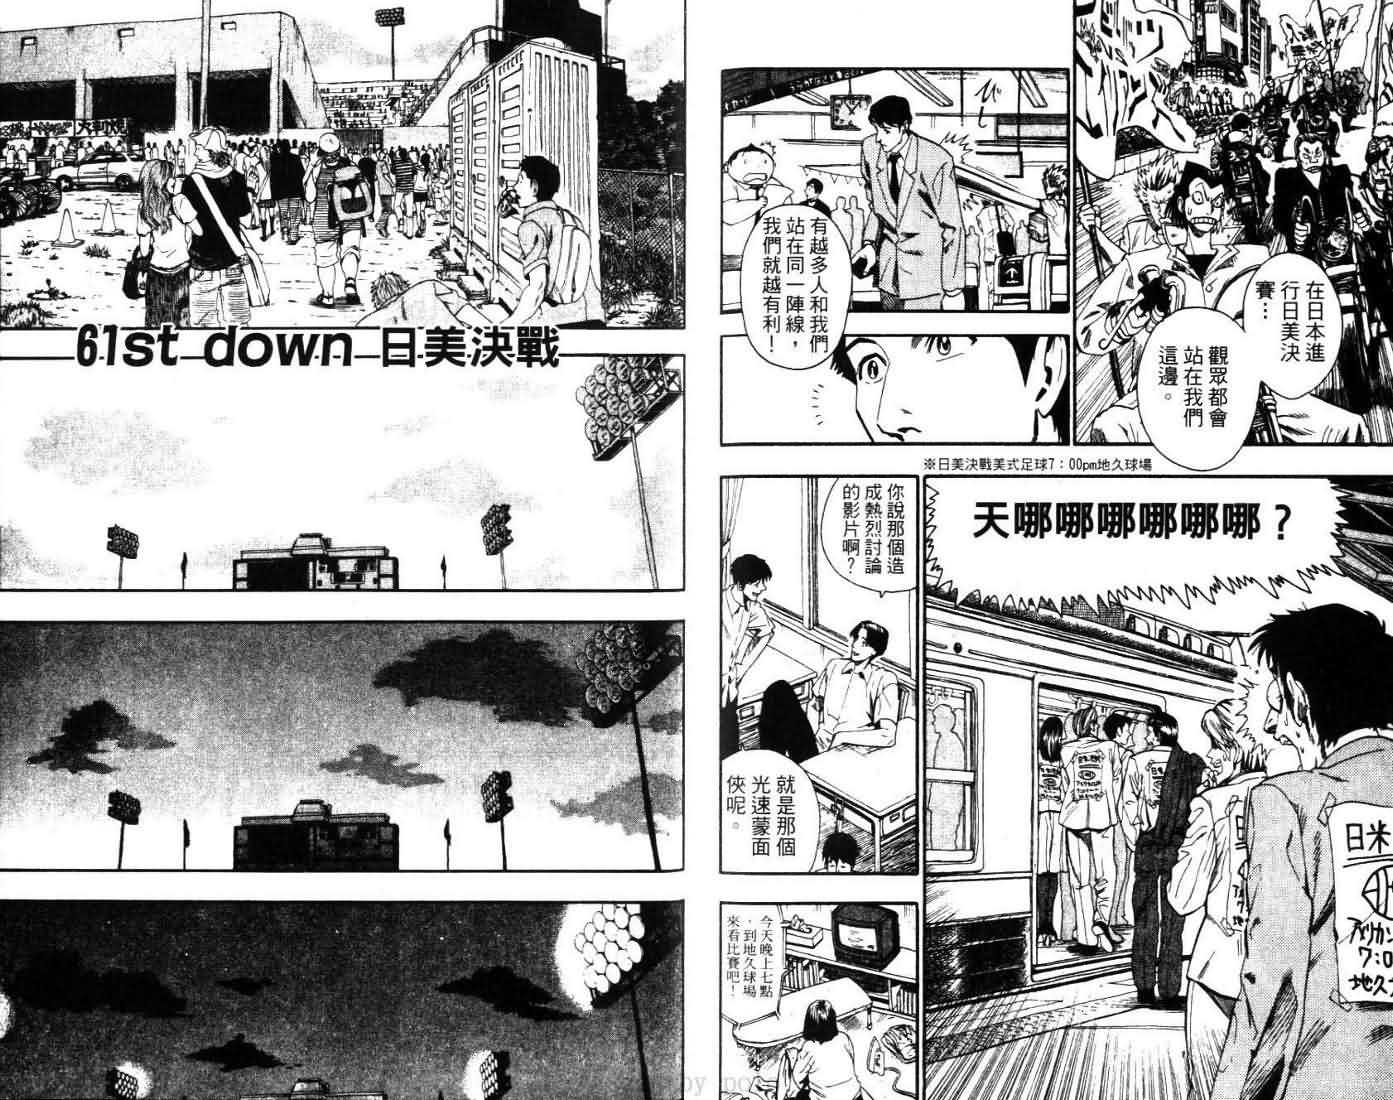 在日本進
行日美決
賽…
觀眾都會
站在我們
這邊。
有越多人和我們
站在同一陣線，
我們就越有利！
※日美決戰美式足球7：00pm地久球場
天哪哪哪哪哪哪？
日米
7:0
地久
你說那個造
成熱烈討論
的影片啊？
就是那個
光速蒙面
俠呢。
今天晚上七點
，到地久球場
來看比賽吧！
61st down 日美決戰